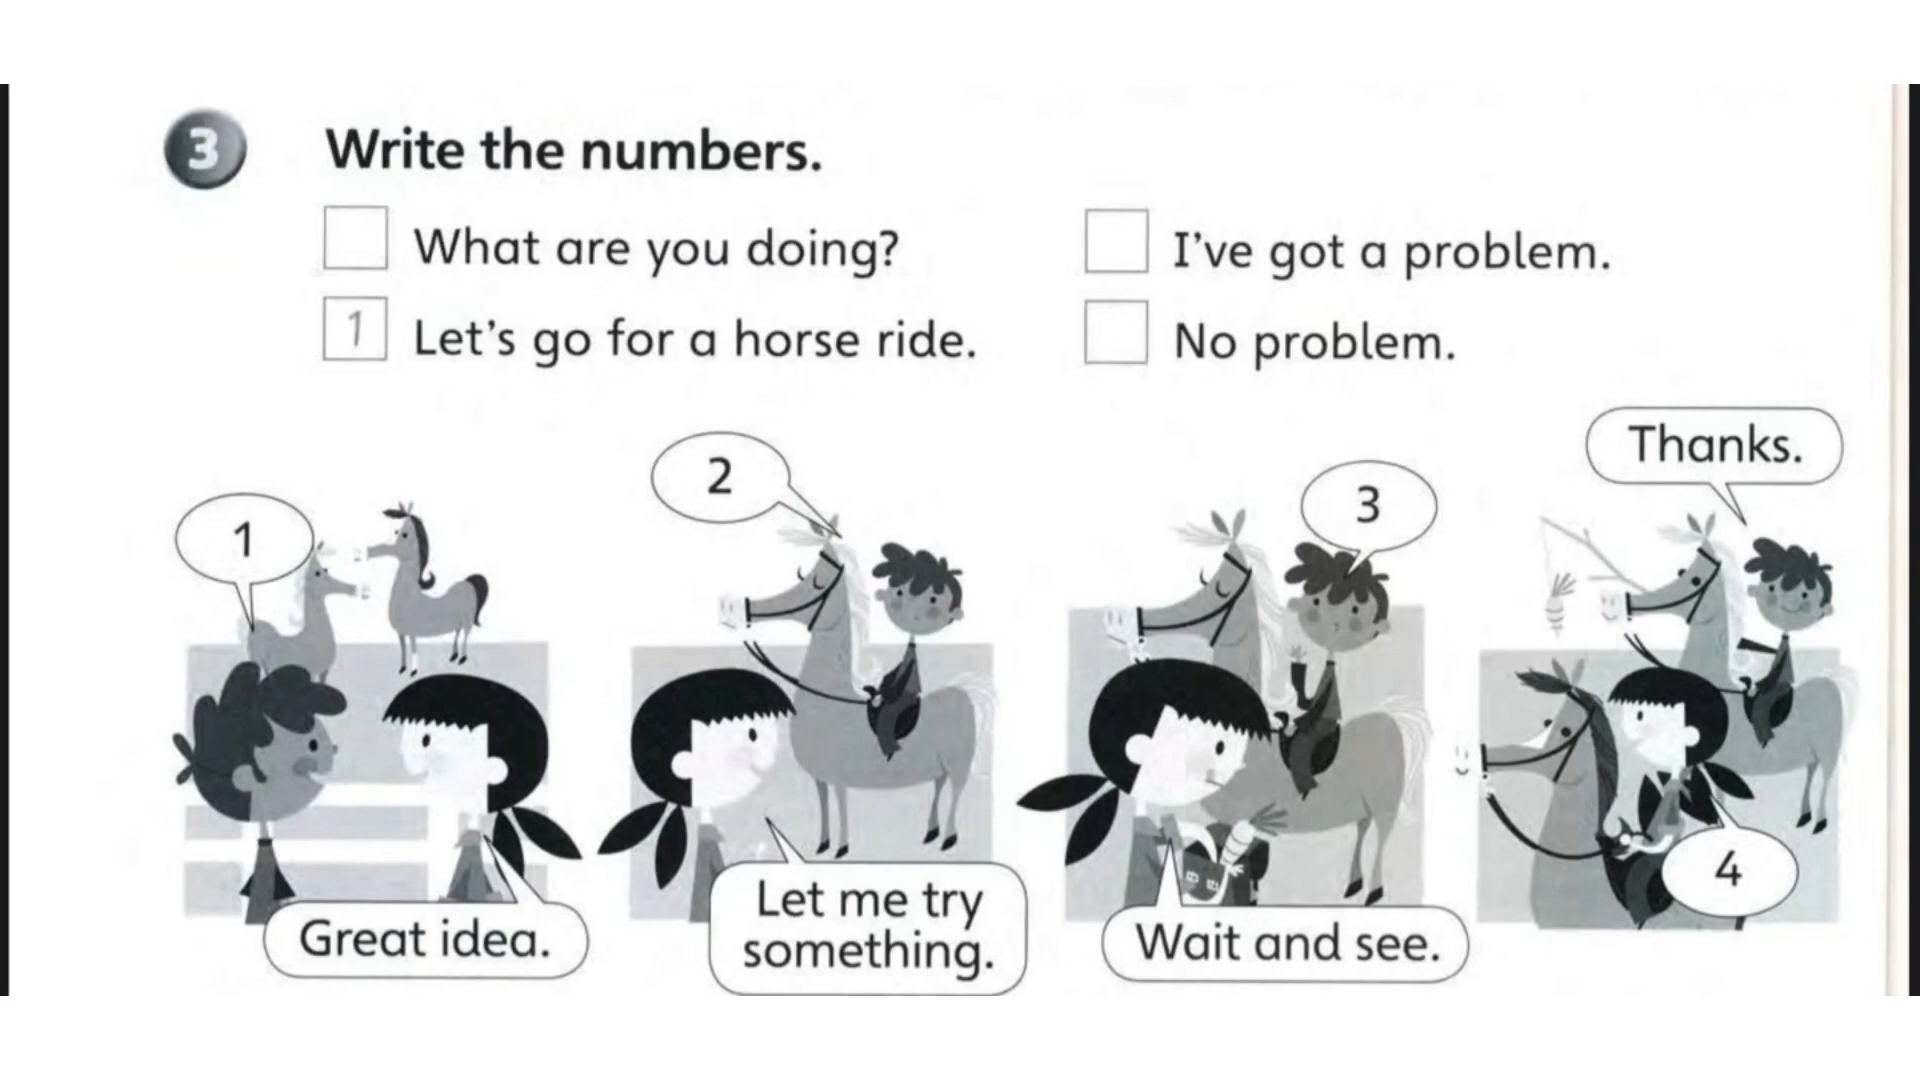 3 Write the numbers.
What are you doing?
I've got a problem.
1 Let's go for a horse ride.
No problem.
1
Great idea.
2
Let me try
something.
3
Wait and see.
Thanks.
4